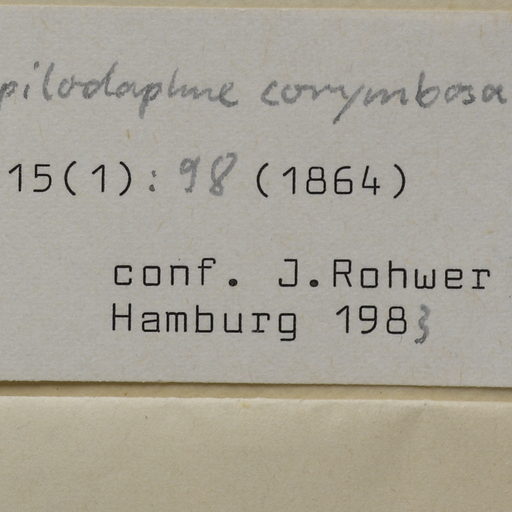 pilodaphne corymbosa
15(1): 98 (1864)
conf. J.Rohwer
Hamburg 1983